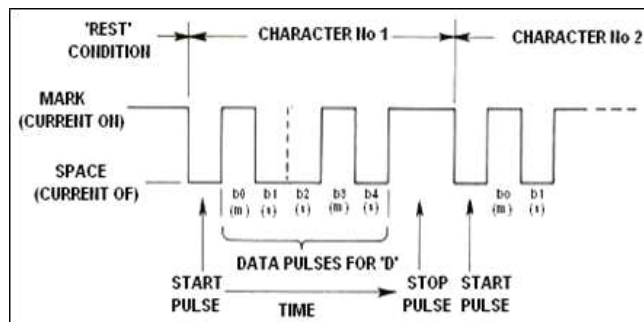 'REST'
CONDITION
CHARACTER No 1
CHARACTER No 2
MARK
(CURRENT ON)
SPACE
(CURRENT OF)
b0 b1 b2 b3 b4 bo b1
(m) (s) (s) (m) (s) (m) (s)
DATA PULSES FOR 'D'
START
PULSE
TIME
STOP
PULSE
START
PULSE